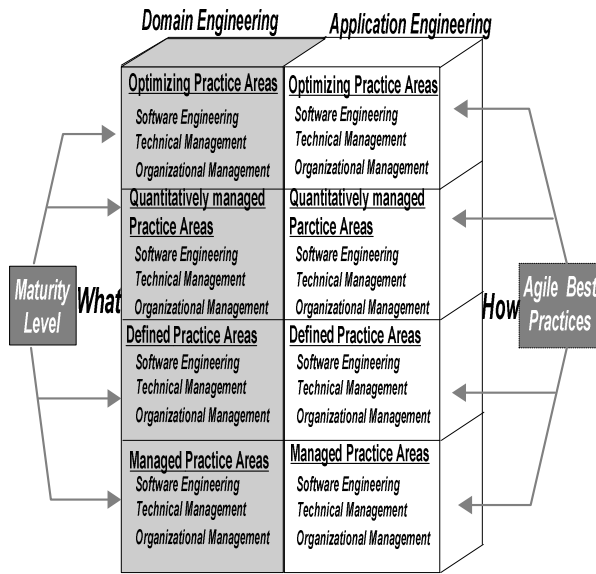 Domain Engineering
Application Engineering
Optimizing Practice Areas
Software Engineering
Technical Management
Organizational Management
Quantitatively managed
Practice Areas
Software Engineering
Technical Management
Organizational Management
Defined Practice Areas
Software Engineering
Technical Management
Organizational Management
Managed Practice Areas
Software Engineering
Technical Management
Organizational Management
Optimizing Practice Areas
Software Engineering
Technical Management
Organizational Management
Quantitatively managed
Parctice Areas
Software Engineering
Technical Management
Organizational Management
Defined Practice Areas
Software Engineering
Technical Management
Organizational Management
Managed Practice Areas
Software Engineering
Technical Management
Organizational Management
Maturity
Level
What
How
Agile Best
Practices